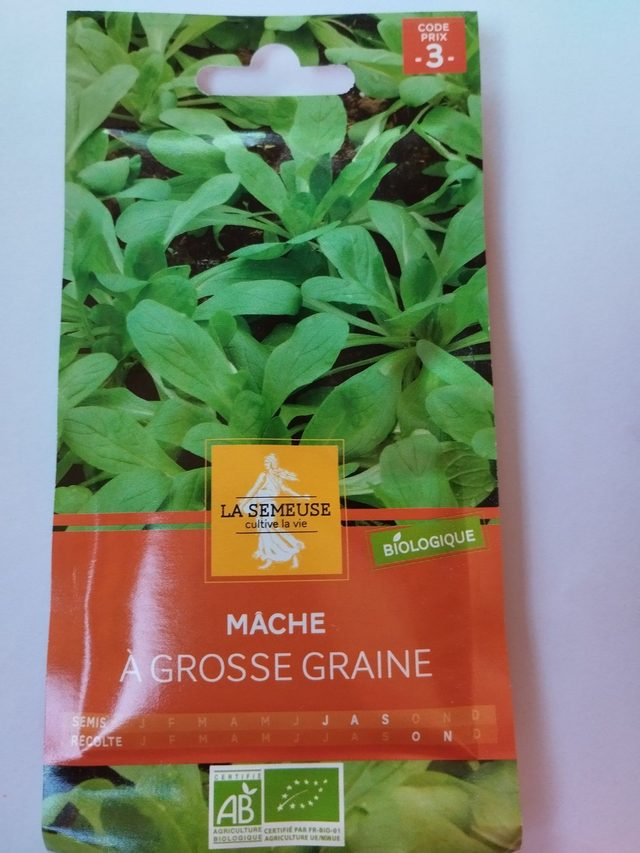 CODE
PRIX
-3-
LA SEMEUSE
cultive la vie
BIOLOGIQUE
MÂCHE
À GROSSE GRAINE
SEMIS J F M A M J J A S O N D
RÉCOLTE J F M A M J J A S O N D
CERTIFIÉ
AB
AGRICULTURE
BIOLOGIQUE
CERTIFIÉ PAR FR-BIO-01
AGRICULTURE UE/NON UE